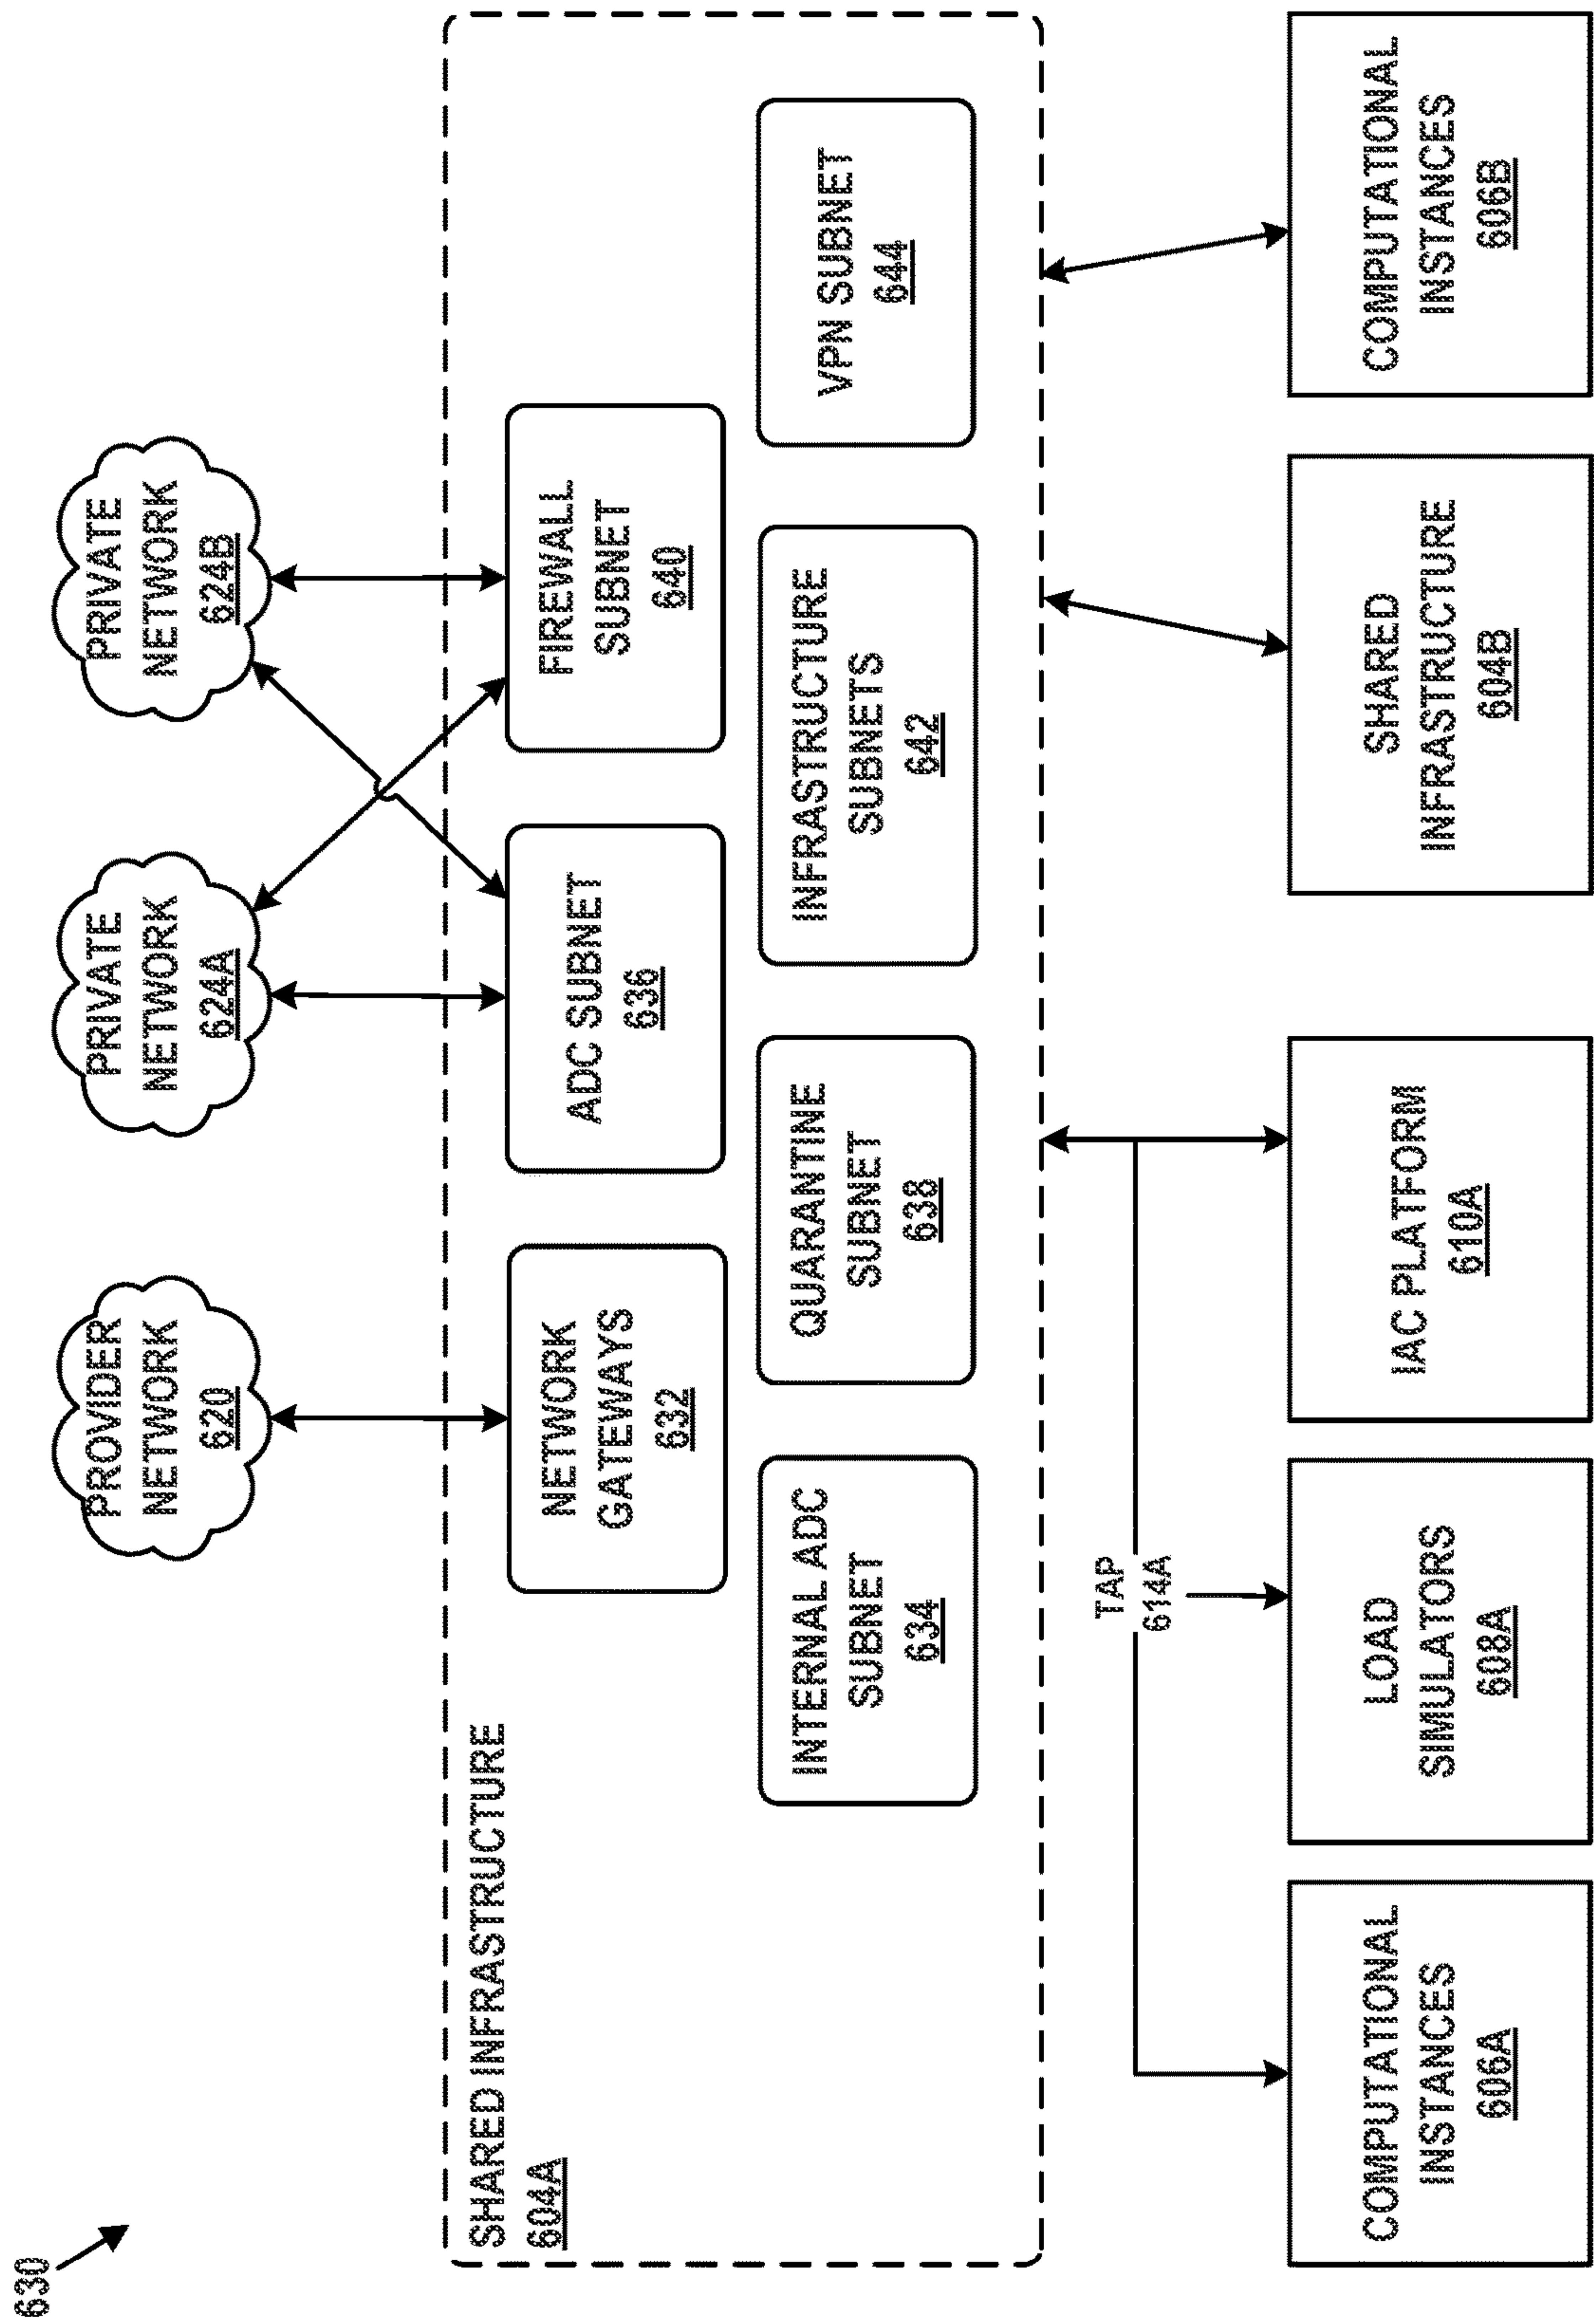 630
PROVIDER
NETWORK
620
PRIVATE
NETWORK
624A
PRIVATE
NETWORK
624B
SHARED INFRASTRUCTURE
604A
NETWORK
GATEWAYS
632
ADC SUBNET
636
FIREWALL
SUBNET
640
INTERNAL ADC
SUBNET
634
QUARANTINE
SUBNET
638
INFRASTRUCTURE
SUBNETS
642
VPN SUBNET
644
TAP
614A
COMPUTATIONAL
INSTANCES
606A
LOAD
SIMULATORS
608A
IAC PLATFORM
610A
SHARED
INFRASTRUCTURE
604B
COMPUTATIONAL
INSTANCES
606B